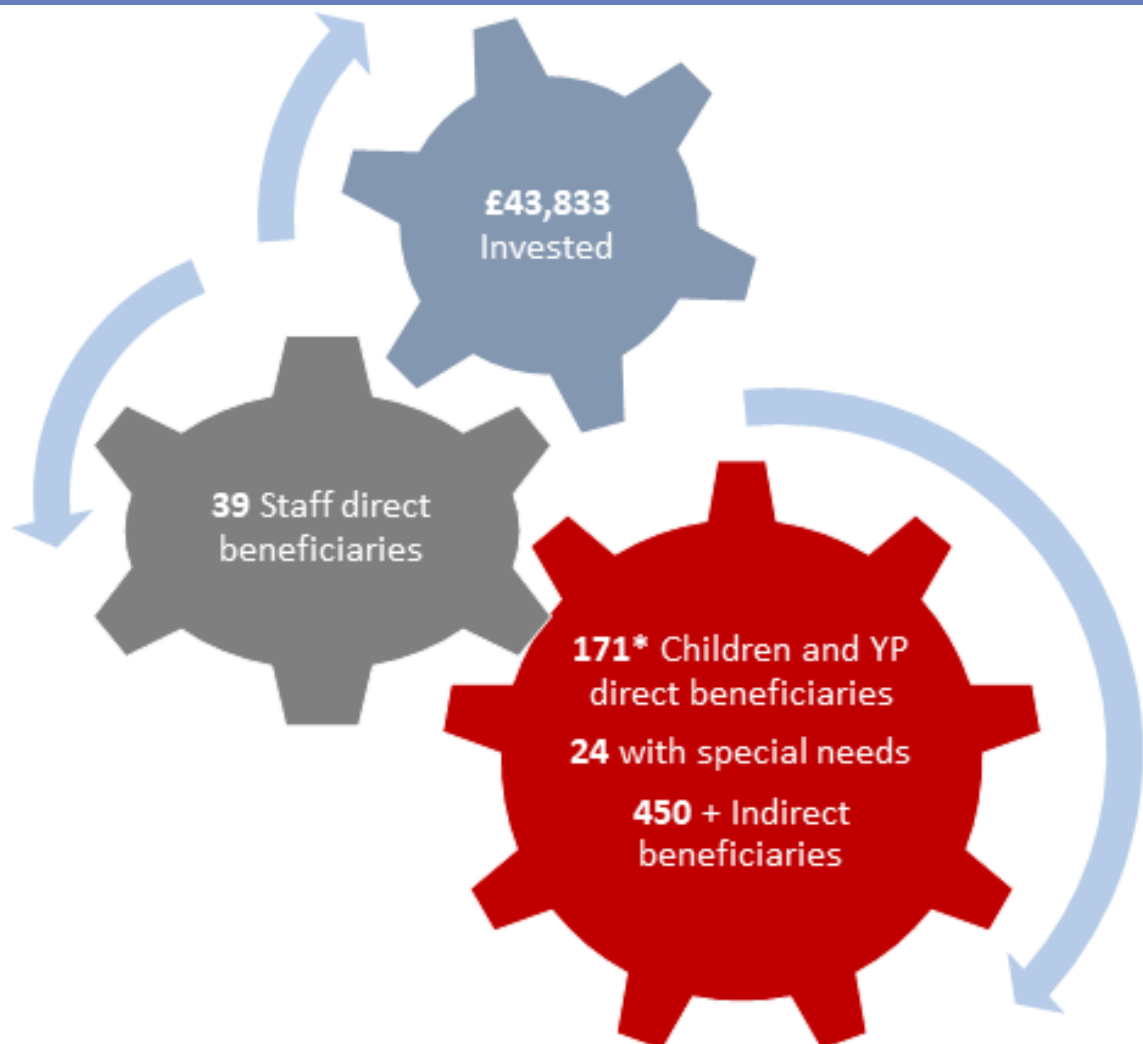 £43,833
Invested
39 Staff direct
beneficiaries
171* Children and YP
direct beneficiaries
24 with special needs
450 + Indirect
beneficiaries